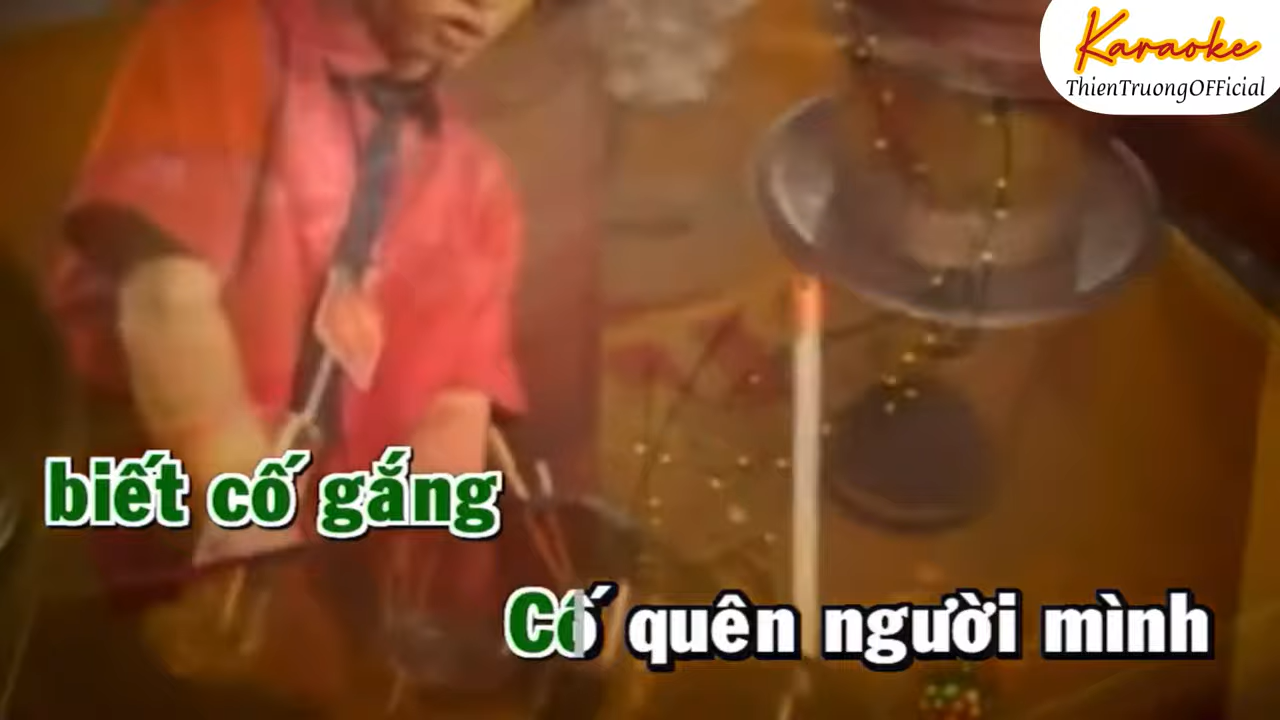 Karaoke
ThienTruongOFFicial
biết cố gắng
Cố quên người mình